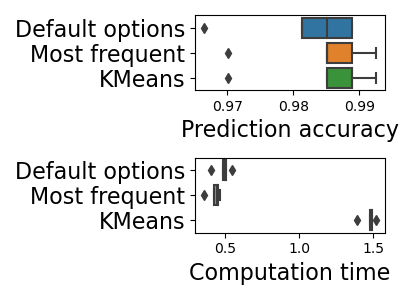 Default options
Most frequent
KMeans
0.97 0.98 0.99
Prediction accuracy
Default options
Most frequent
KMeans
0.5 1.0 1.5
Computation time